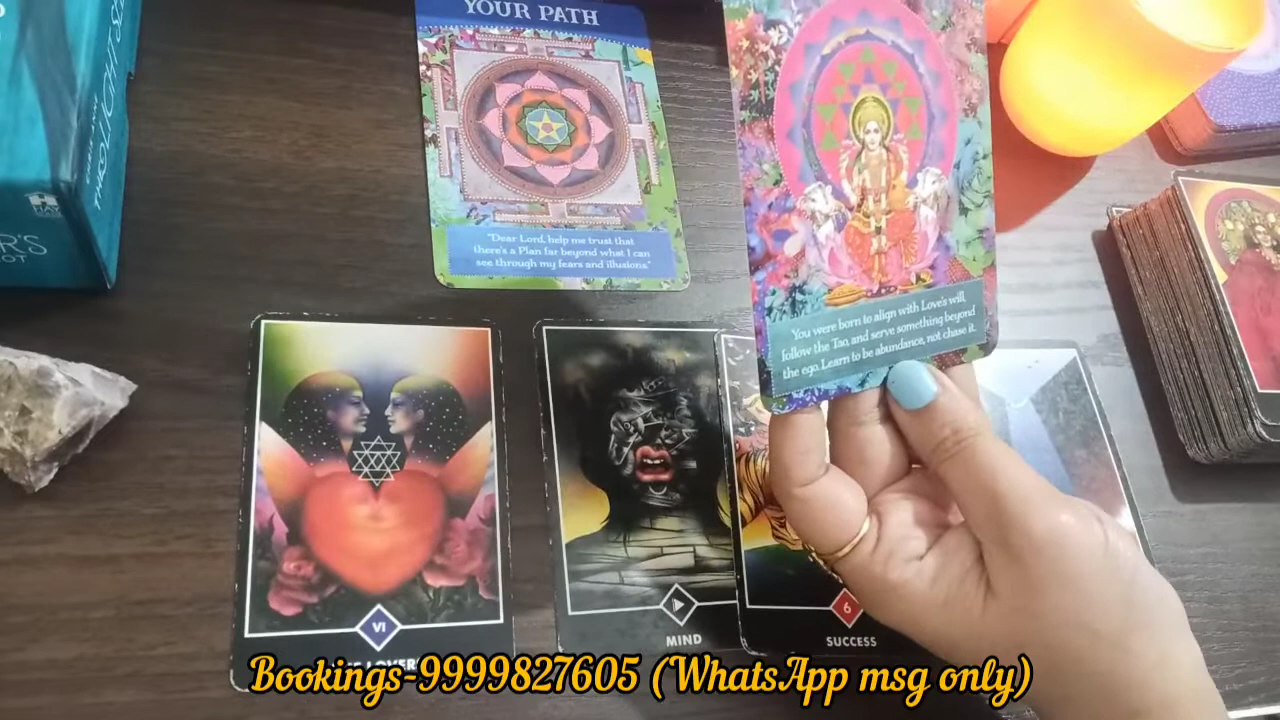 YOUR PATH
"Dear Lord, help me trust that
there's a Plan far beyond what I can
see through my fears and illusions."
You were born to align with Love's will,
follow the Tao, and serve something beyond
the ego. Learn to be abundance, not chase it.
VI
MIND
6
SUCCESS
Bookings-9999827605 (WhatsApp msg only)